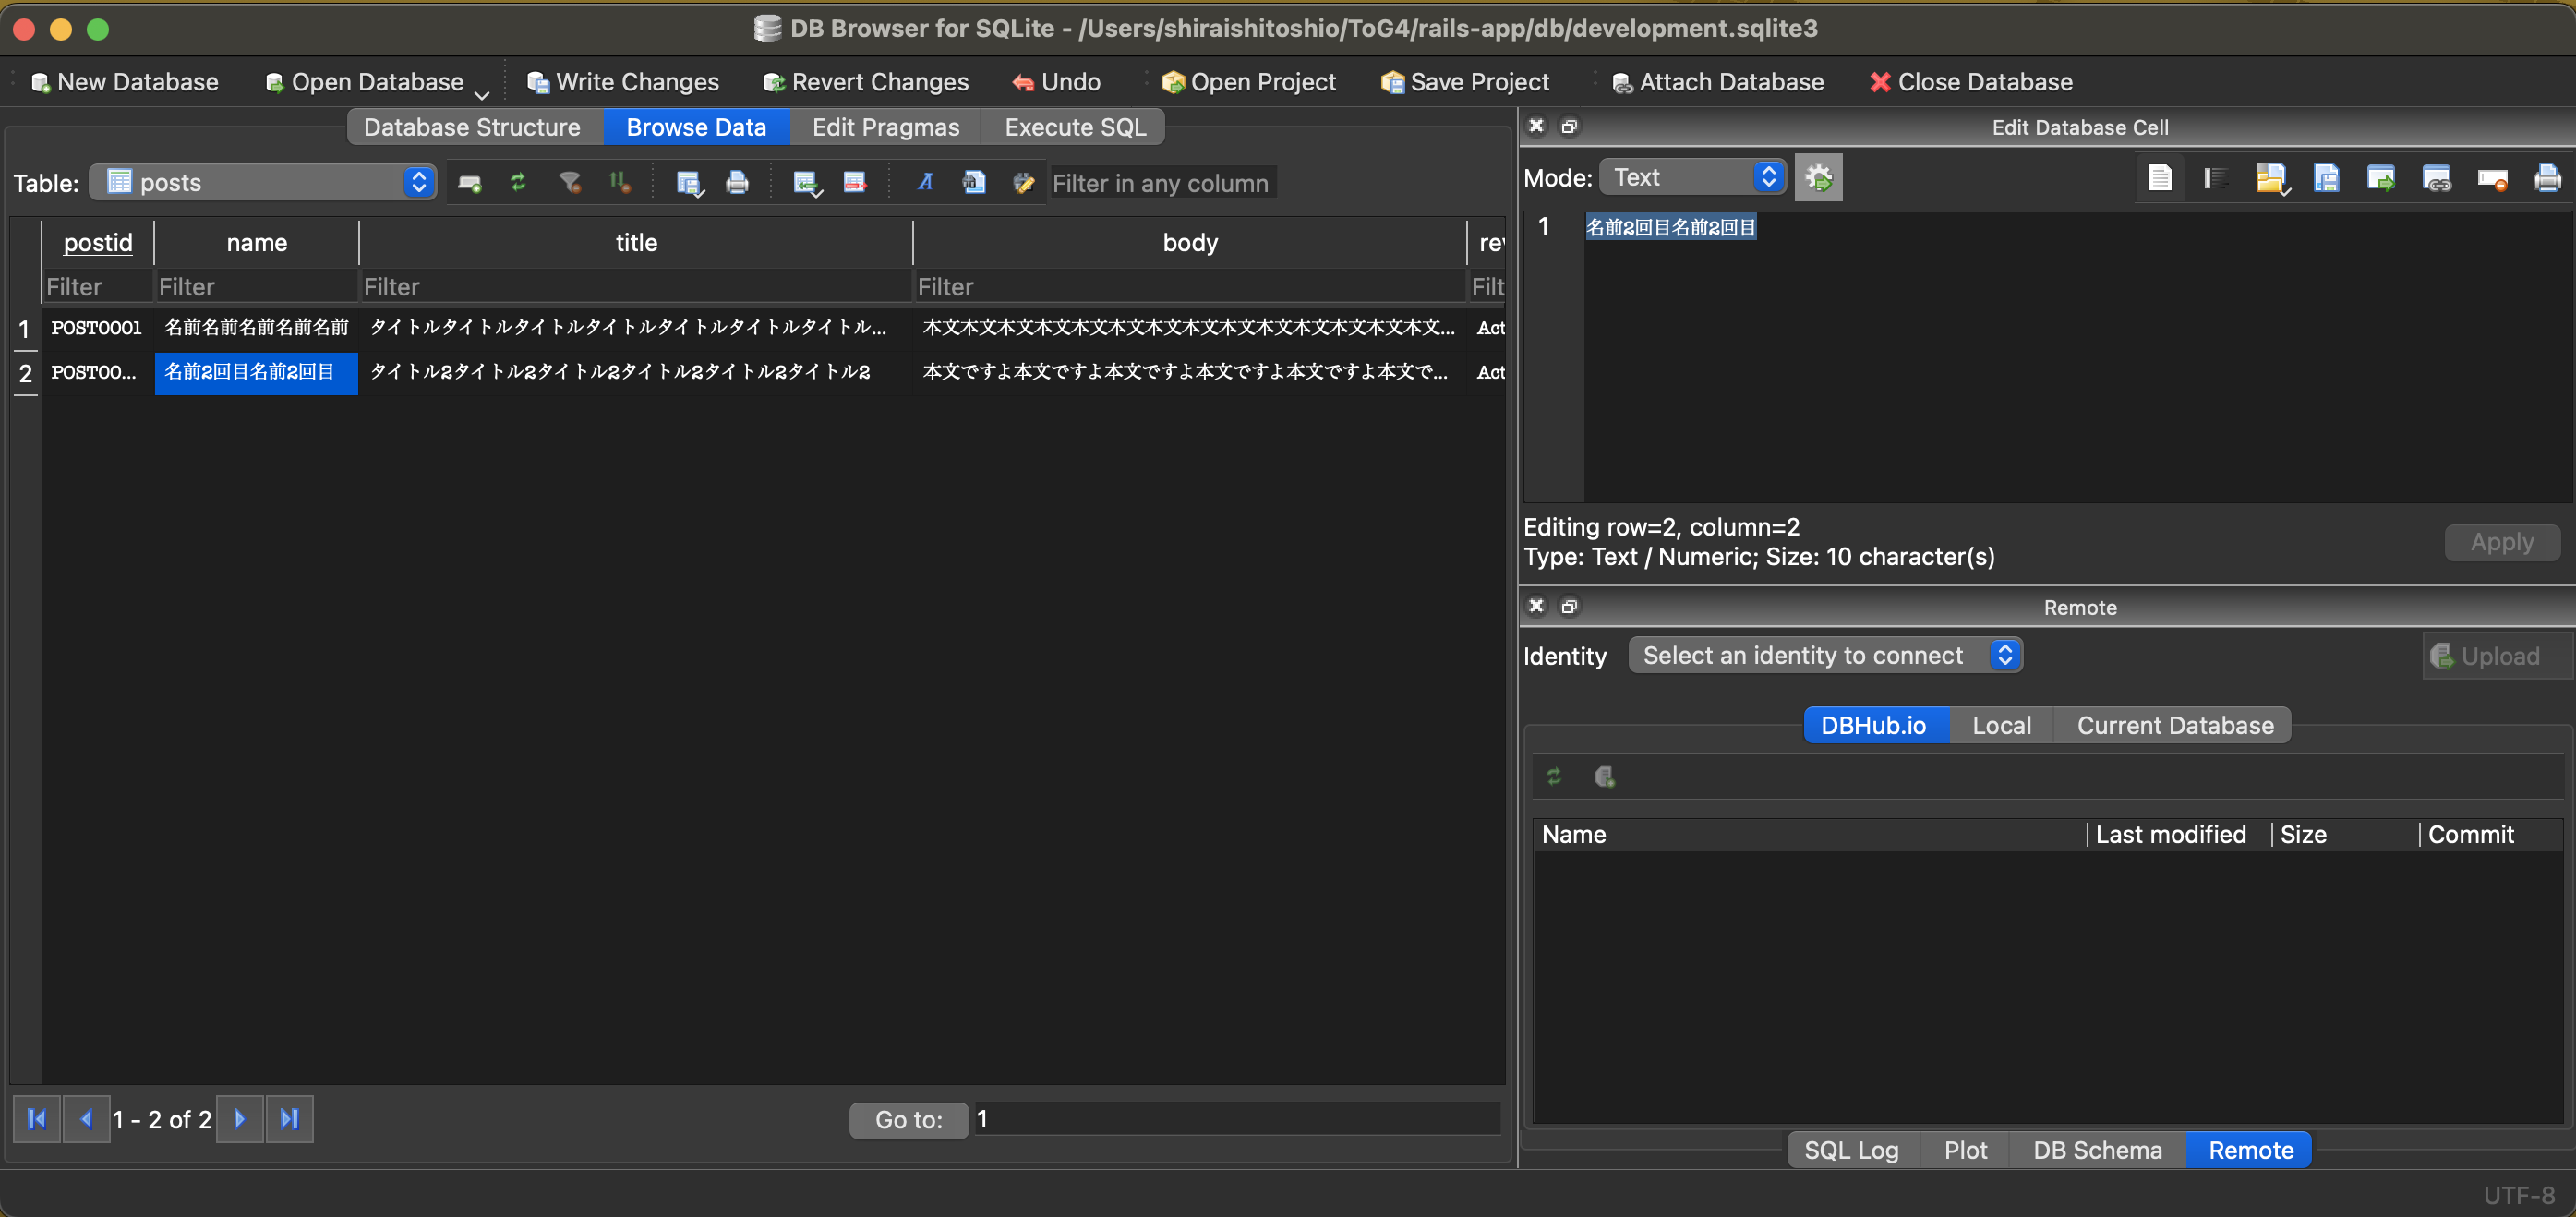 DB Browser for SQLite - /Users/shiraishitoshio/ToG4/rails-app/db/development.sqlite3
New Database Open Database Write Changes Revert Changes Undo Open Project Save Project Attach Database Close Database
Database Structure Browse Data Edit Pragmas Execute SQL
Table: posts Filter in any column
postid name title body re
Filter Filter Filter Filter Filt
1 POST0001 名前名前名前名前名前 タイトルタイトルタイトルタイトルタイトルタイトルタイトル... 本文本文本文本文本文本文本文本文本文本文本文本文本文本文... Act
2 POST00... 名前2回目名前2回目 タイトル2タイトル2タイトル2タイトル2タイトル2タイトル2 本文ですよ本文ですよ本文ですよ本文ですよ本文ですよ本文で... Act
1 - 2 of 2 Go to: 1
Edit Database Cell
Mode: Text
1 名前2回目名前2回目
Editing row=2, column=2
Type: Text / Numeric; Size: 10 character(s)
Apply
Remote
Identity Select an identity to connect Upload
DBHub.io Local Current Database
Name Last modified Size Commit
SQL Log Plot DB Schema Remote
UTF-8